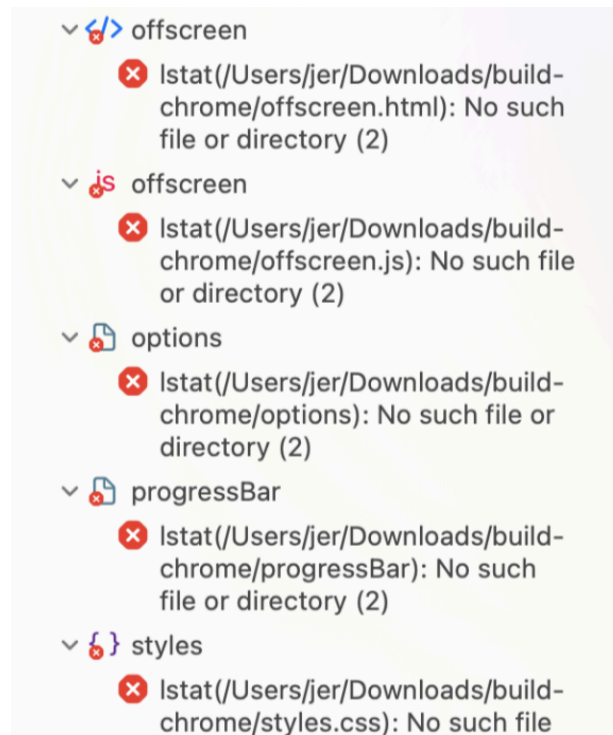 offscreen
lstat(/Users/jer/Downloads/build-
chrome/offscreen.html): No such
file or directory (2)
JS offscreen
lstat(/Users/jer/Downloads/build-
chrome/offscreen.js): No such file
or directory (2)
options
lstat(/Users/jer/Downloads/build-
chrome/options): No such file or
directory (2)
progressBar
lstat(/Users/jer/Downloads/build-
chrome/progressBar): No such
file or directory (2)
styles
lstat(/Users/jer/Downloads/build-
chrome/styles.css): No such file